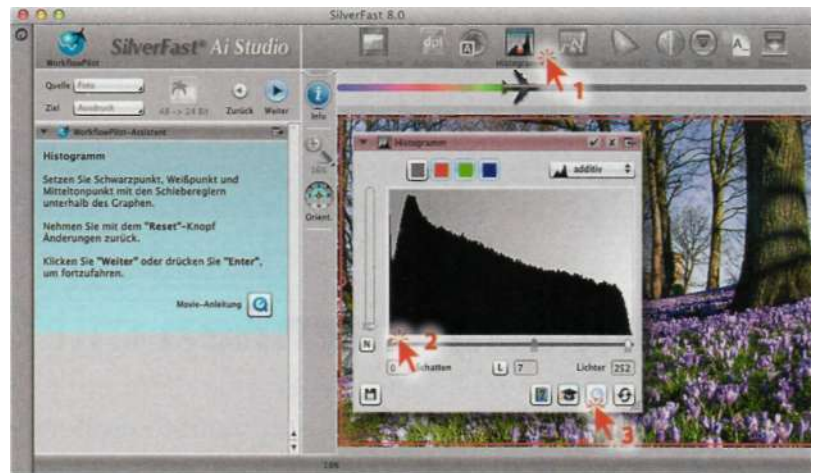 SilverFast 8.0
SilverFast® Ai Studio
WorkflowPilot
dpi
A
Histogramm
A_
1
Quelle Foto
Ziel Ausdruck
48 -> 24 Bit
Zurück
Weiter
Info
16%
Orient.
WorkflowPilot-Assistent
Histogramm
Setzen Sie Schwarzpunkt, Weißpunkt und
Mitteltonpunkt mit den Schiebereglern
unterhalb des Graphen.
Nehmen Sie mit dem "Reset"-Knopf
Änderungen zurück.
Klicken Sie "Weiter" oder drücken Sie "Enter",
um fortzufahren.
Movie-Anleitung
Histogramm
additiv
2
N
0 Schatten L 7 Lichter 252
3